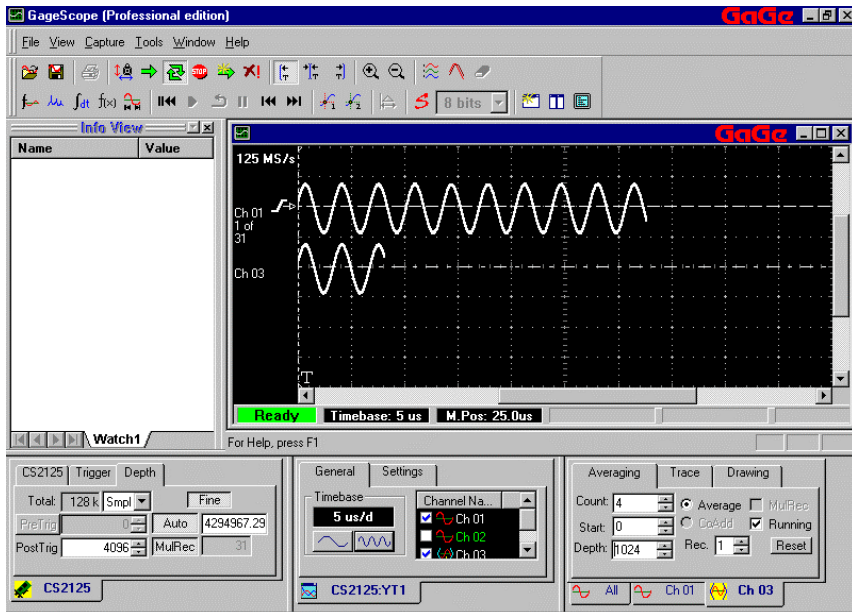 GageScope (Professional edition)
GaGe
File View Capture Tools Window Help
STOP
∫dt f(x)
1 2
8 bits
Info View
Name Value
Watch1
GaGe
125 MS/s
Ch 01
1 of
31
Ch 03
T
Ready Timebase: 5 us M.Pos: 25.0us
For Help, press F1
CS2125 Trigger Depth
Total: 128 k Smpl Fine
PreTrig 0 Auto 4294967.29
PostTrig 4096 MulRec 31
CS2125
General Settings
Timebase
5 us/d
Channel Na...
Ch 01
Ch 02
Ch 03
CS2125:YT1
Averaging Trace Drawing
Count: 4 Average MulRec
Start: 0 CoAdd Running
Depth: 1024 Rec. 1 Reset
All Ch 01 Ch 03